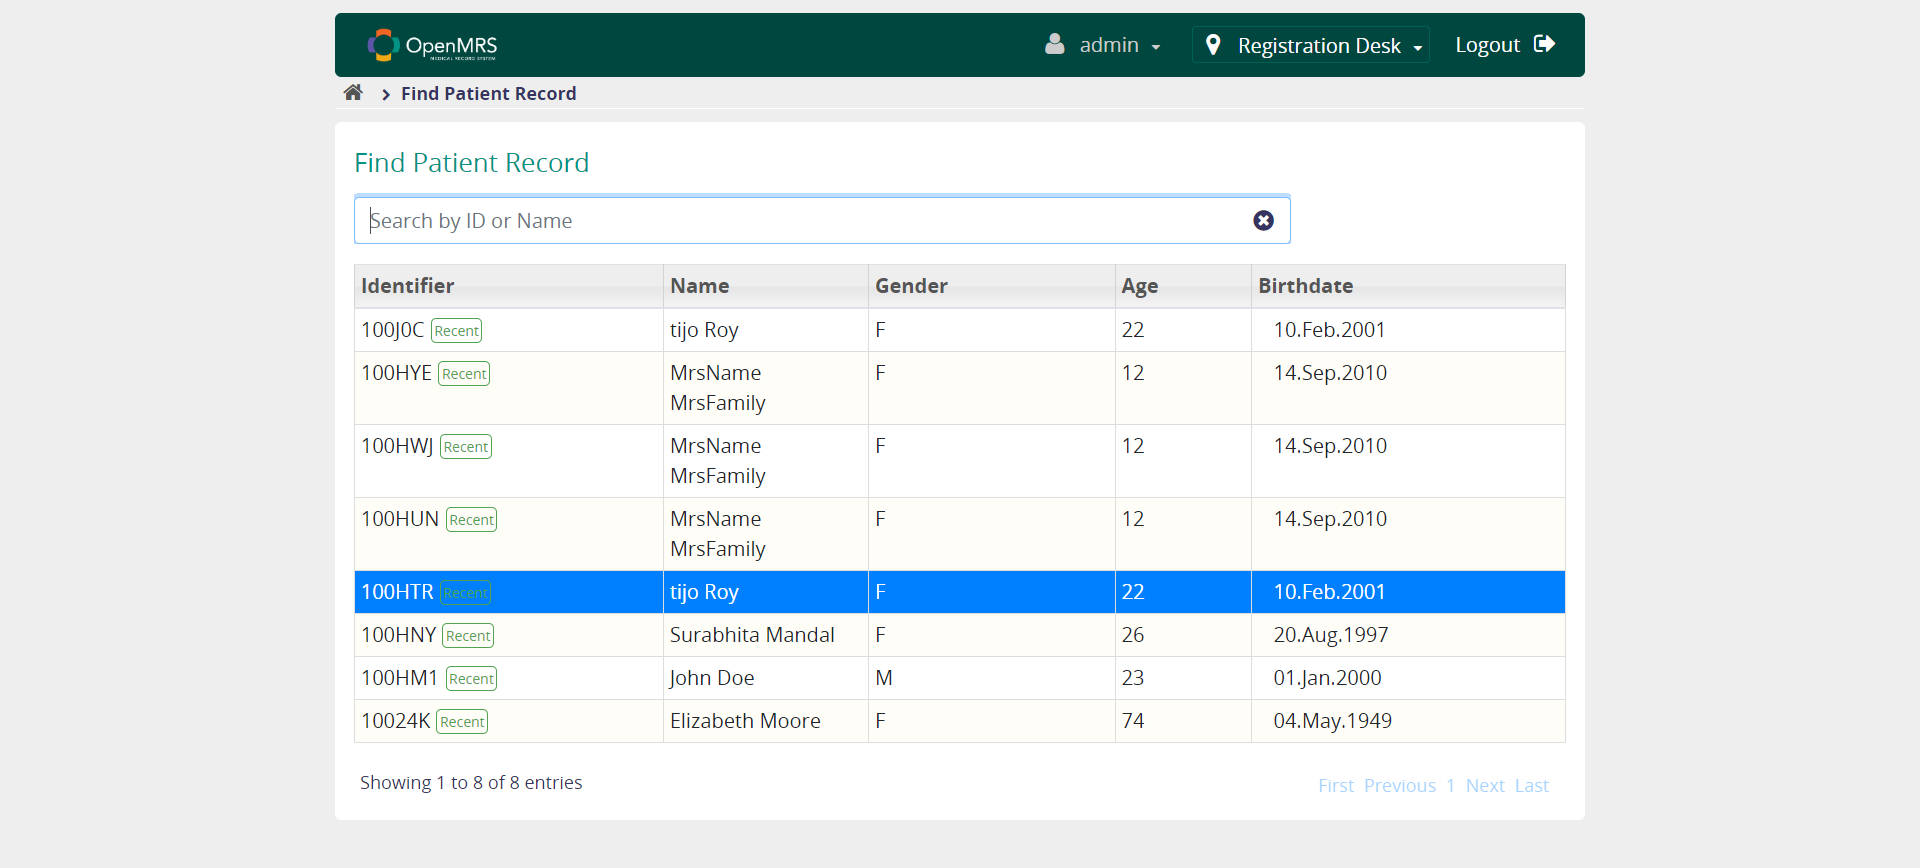 OpenMRS
MEDICAL RECORD SYSTEM
admin
Registration Desk
Logout
Find Patient Record
Find Patient Record
Search by ID or Name
Identifier Name Gender Age Birthdate
100J0C Recent tijo Roy F 22 10.Feb.2001
100HYE Recent MrsName F 12 14.Sep.2010
MrsFamily
100HWJ Recent MrsName F 12 14.Sep.2010
MrsFamily
100HUN Recent MrsName F 12 14.Sep.2010
MrsFamily
100HTR Recent tijo Roy F 22 10.Feb.2001
100HNY Recent Surabhita Mandal F 26 20.Aug.1997
100HM1 Recent John Doe M 23 01.Jan.2000
10024K Recent Elizabeth Moore F 74 04.May.1949
Showing 1 to 8 of 8 entries
First Previous 1 Next Last